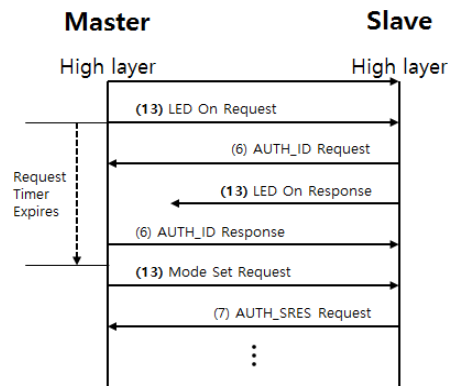 Master Slave
High layer High layer
(13) LED On Request
(6) AUTH_ID Request
Request
Timer
Expires
(13) LED On Response
(6) AUTH_ID Response
(13) Mode Set Request
(7) AUTH_SRES Request